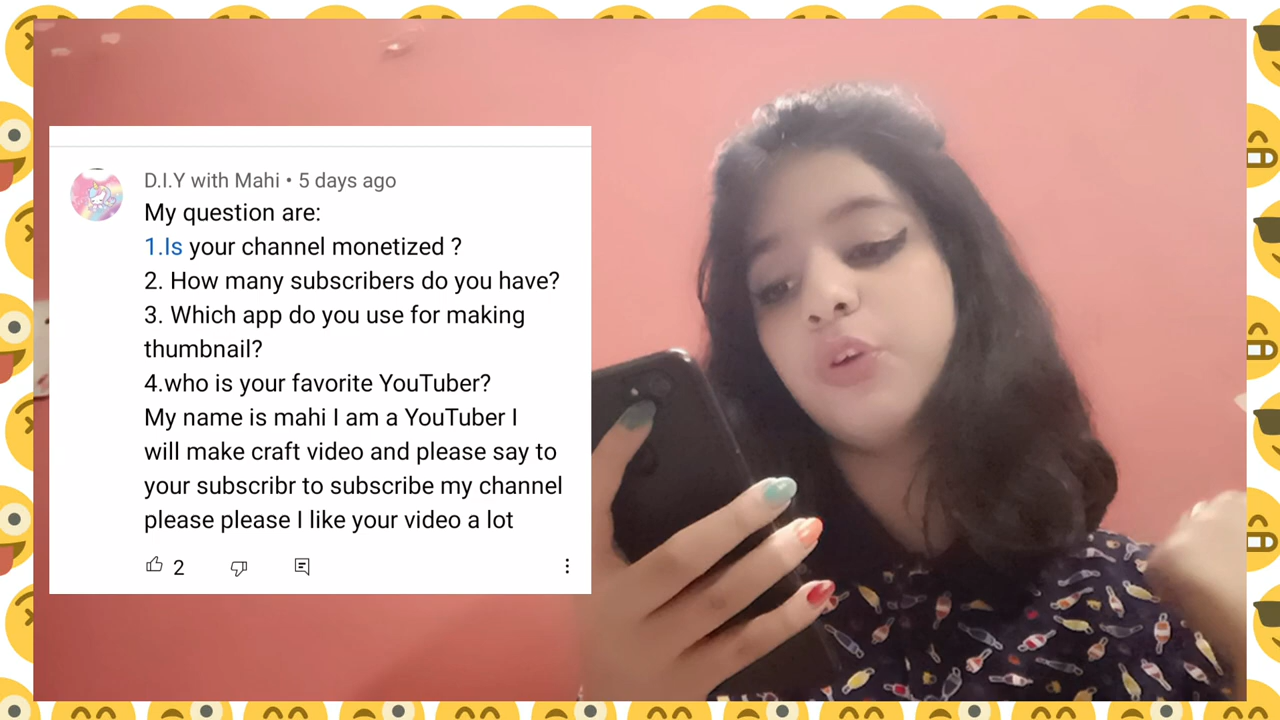 D.I.Y with Mahi • 5 days ago
My question are:
1.Is your channel monetized ?
2. How many subscribers do you have?
3. Which app do you use for making
thumbnail?
4.who is your favorite YouTuber?
My name is mahi I am a YouTuber I
will make craft video and please say to
your subscribr to subscribe my channel
please please I like your video a lot
2